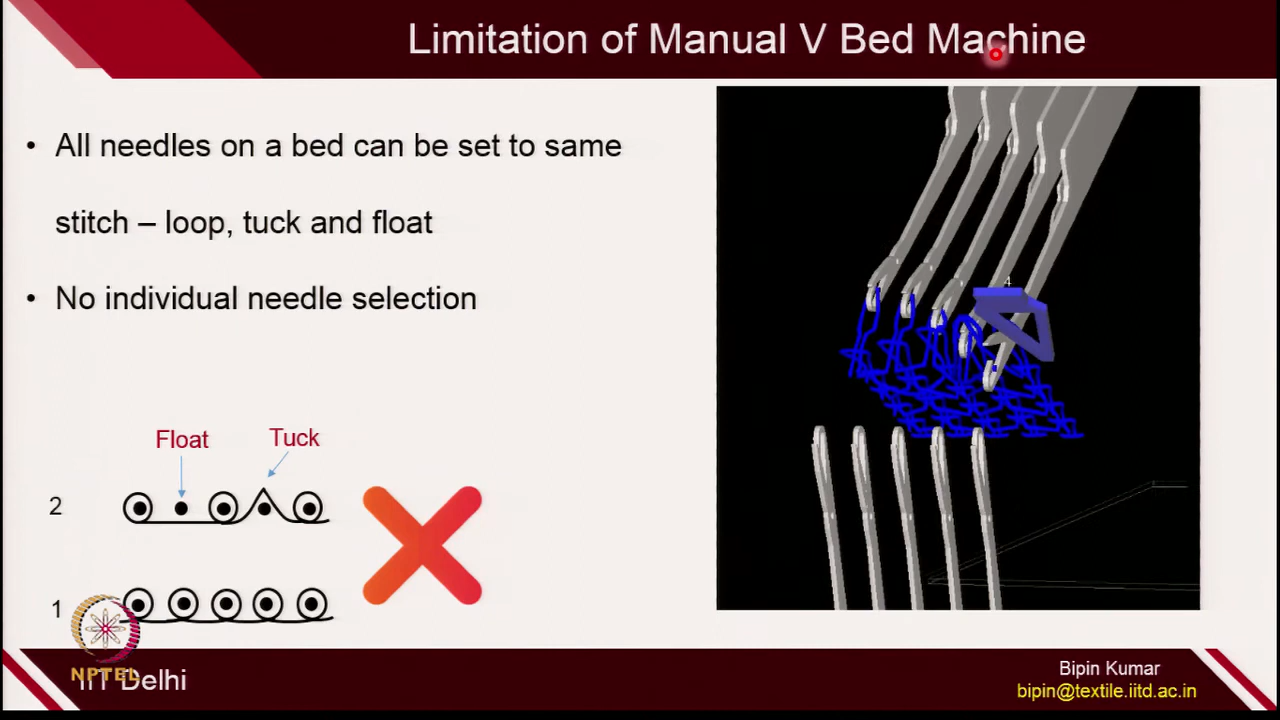 Limitation of Manual V Bed Machine
• All needles on a bed can be set to same
stitch – loop, tuck and float
• No individual needle selection
4
Float
Tuck
2
1
NPTEL
IIT Delhi
Bipin Kumar
bipin@textile.iitd.ac.in